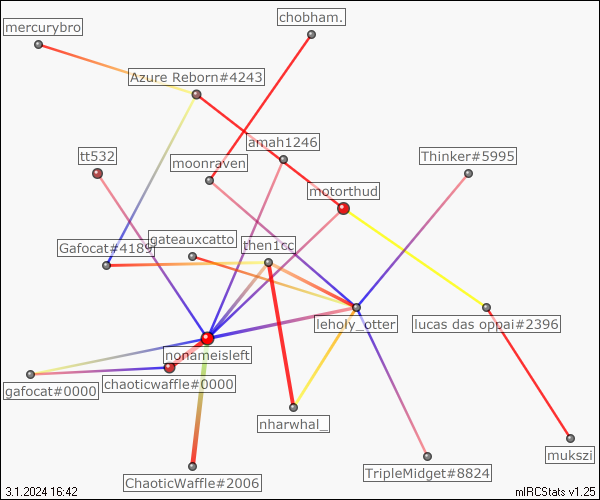 chobham.
mercurybro
Azure Reborn#4243
amah1246
tt532
moonraven
Thinker#5995
motorthud
gateauxcatto
Gafocat#4189
then1cc
leholy_otter
lucas das oppai#2396
nonameisleft
chaoticwaffle#0000
gafocat#0000
nharwhal_
mukszi
TripleMidget#8824
ChaoticWaffle#2006
3.1.2024 16:42
mIRCStats v1.25